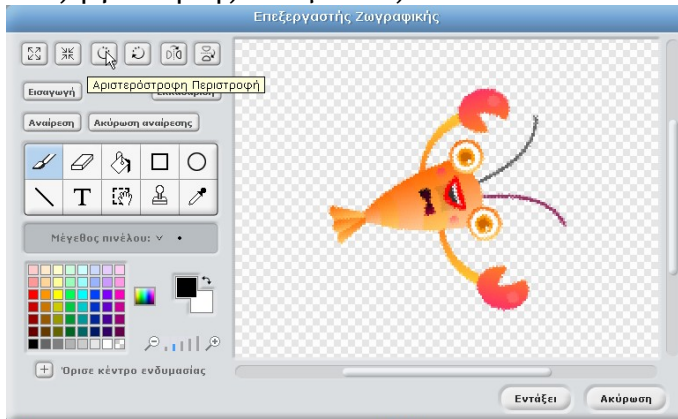 Επεξεργαστής Ζωγραφικής
Αριστερόστροφη Περιστροφή
Εισαγωγή
Αναίρεση Ακύρωση αναίρεσης
T
Μέγεθος πινέλου:
Όρισε κέντρο ενδυμασίας
Εντάξει Ακύρωση